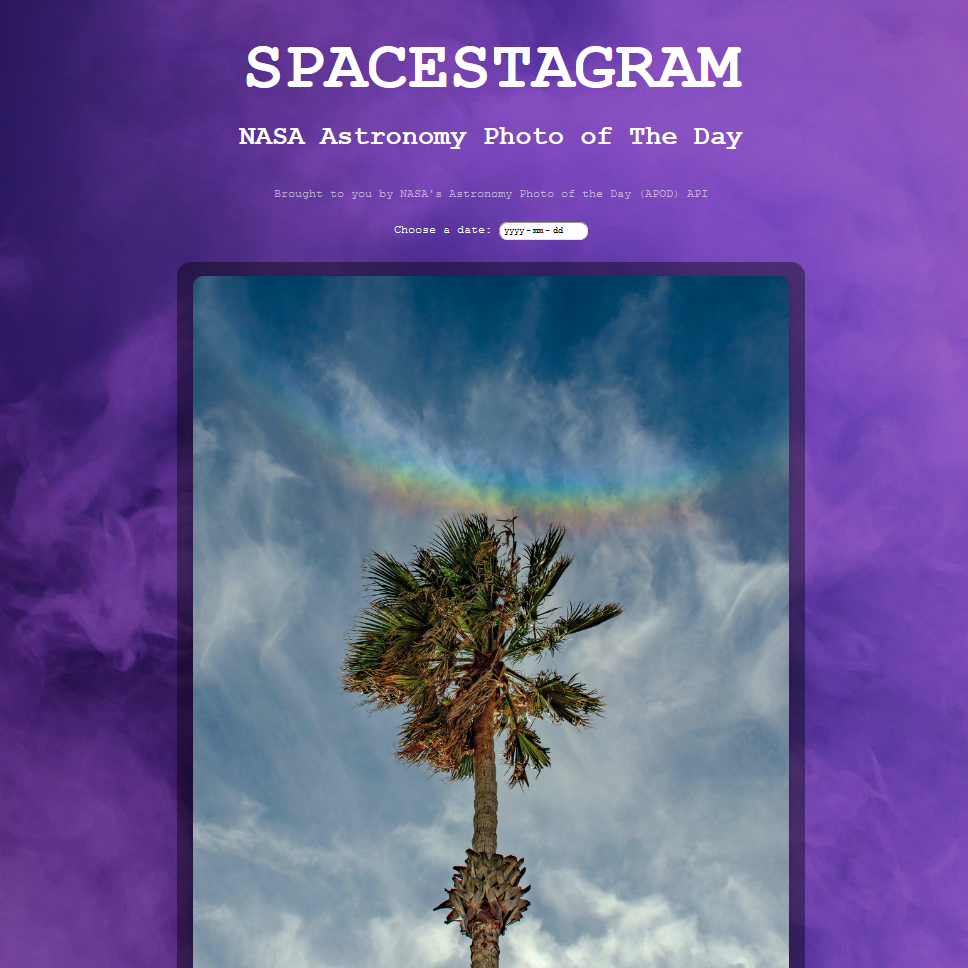 SPACESTAGRAM
NASA Astronomy Photo of The Day
Brought to you by NASA's Astronomy Photo of the Day (APOD) API
Choose a date: yyyy-mm-dd